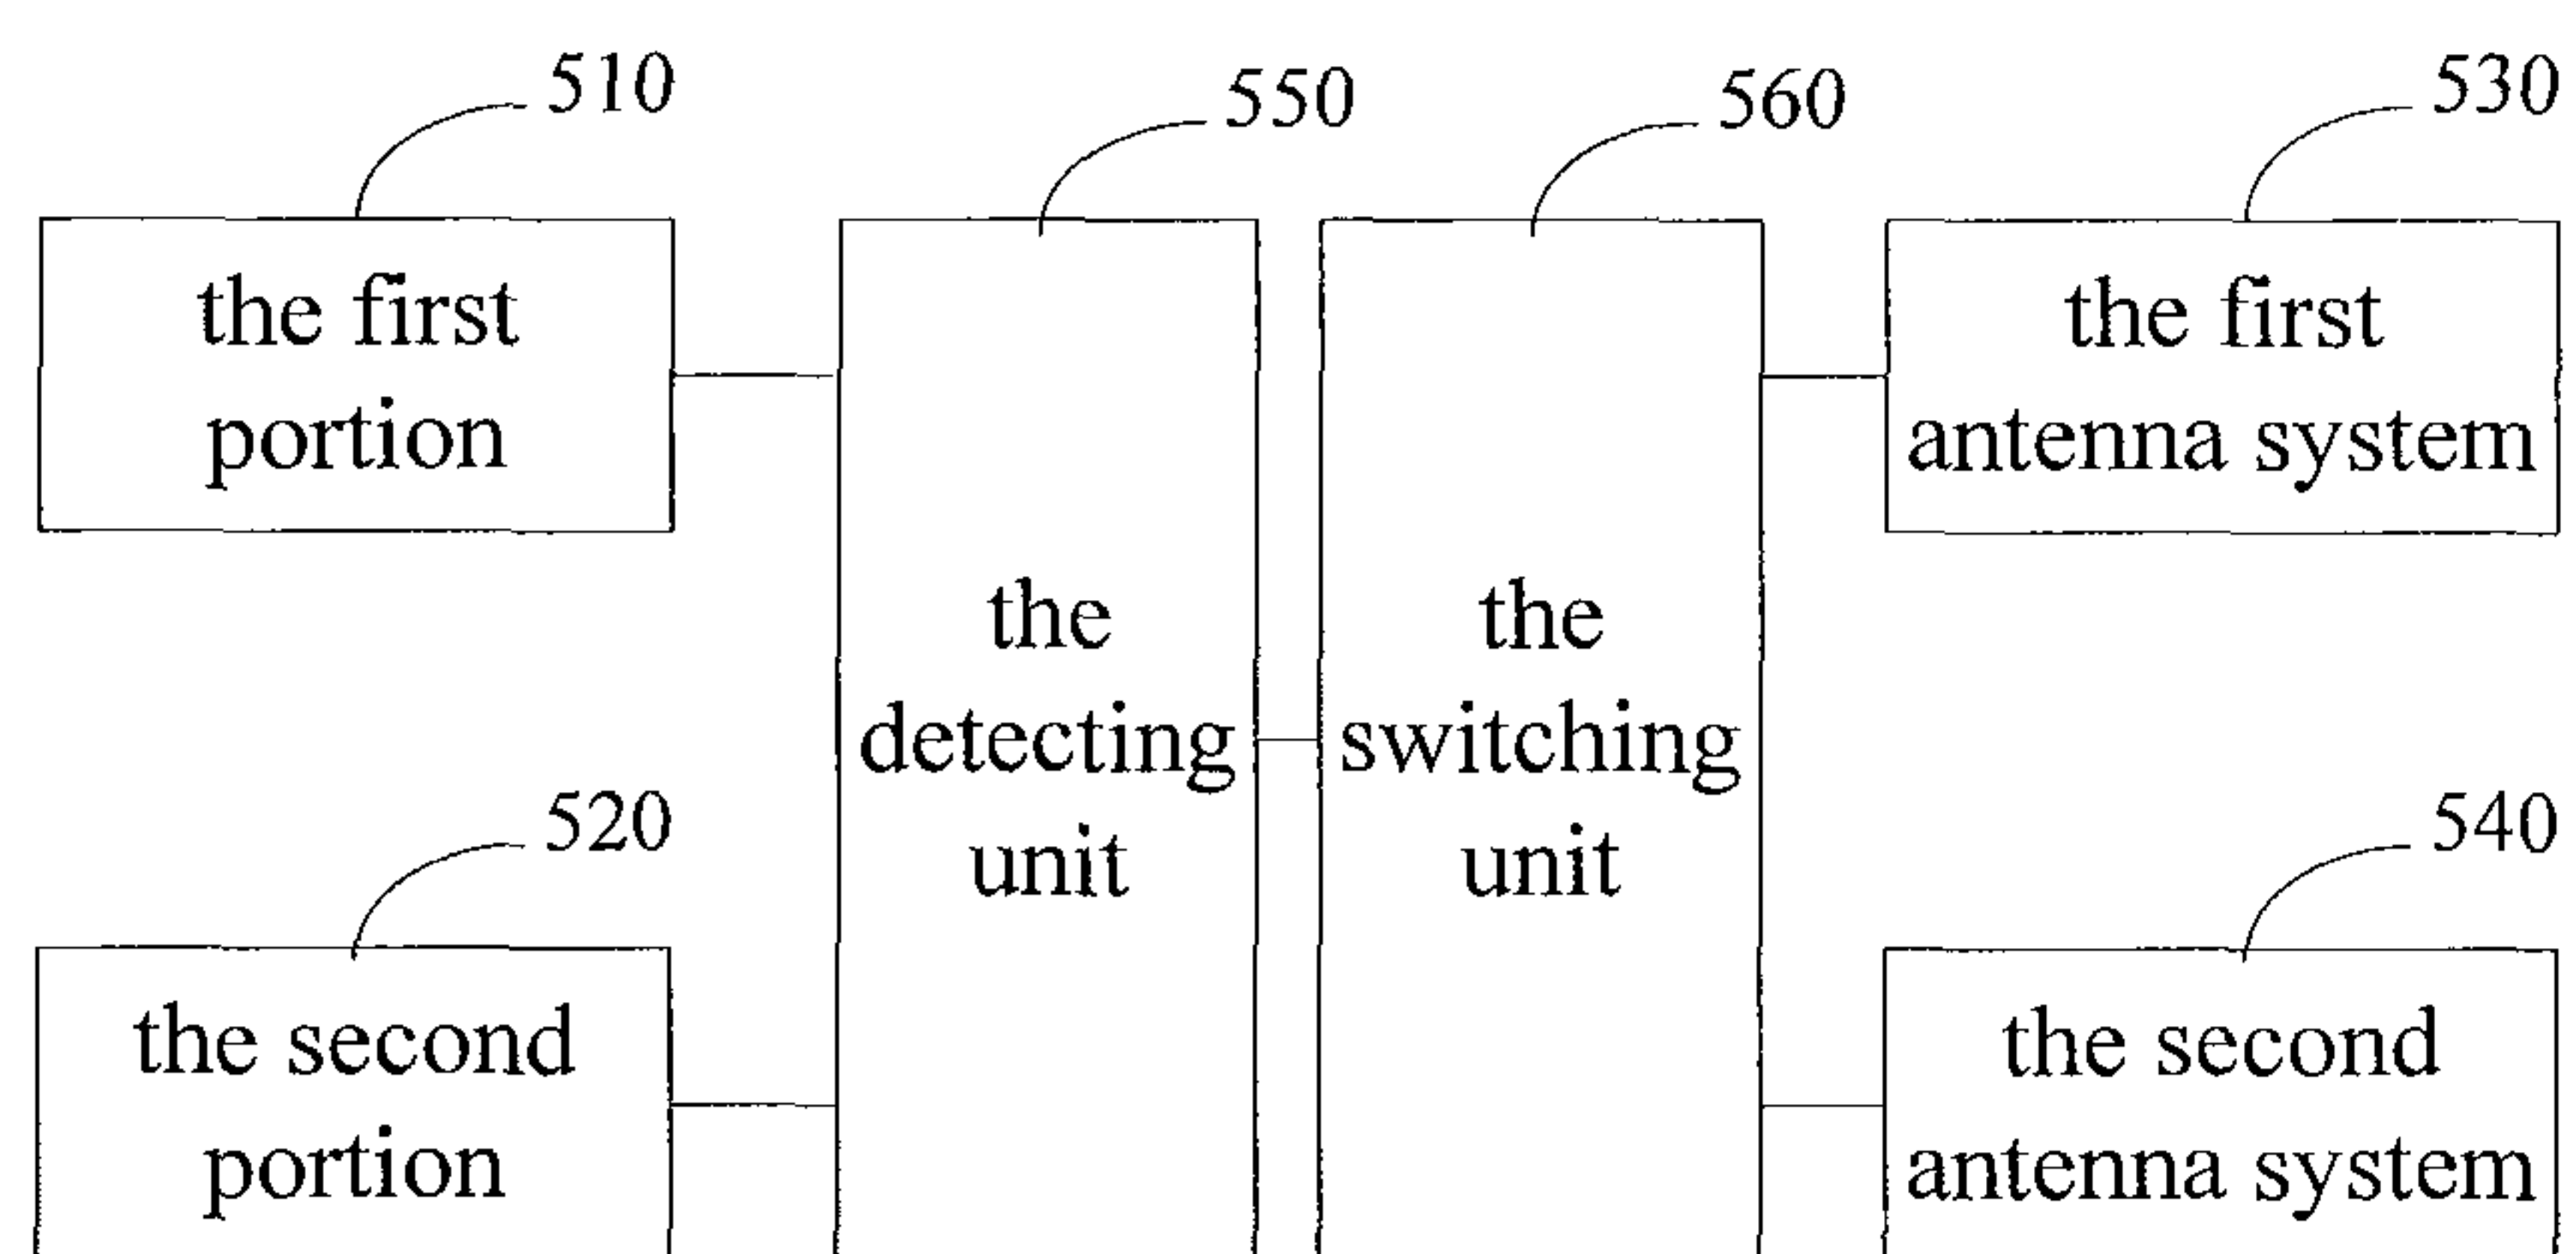 510
550
560
530
the first
portion
the first
antenna system
the
detecting
unit
the
switching
unit
520
540
the second
portion
the second
antenna system